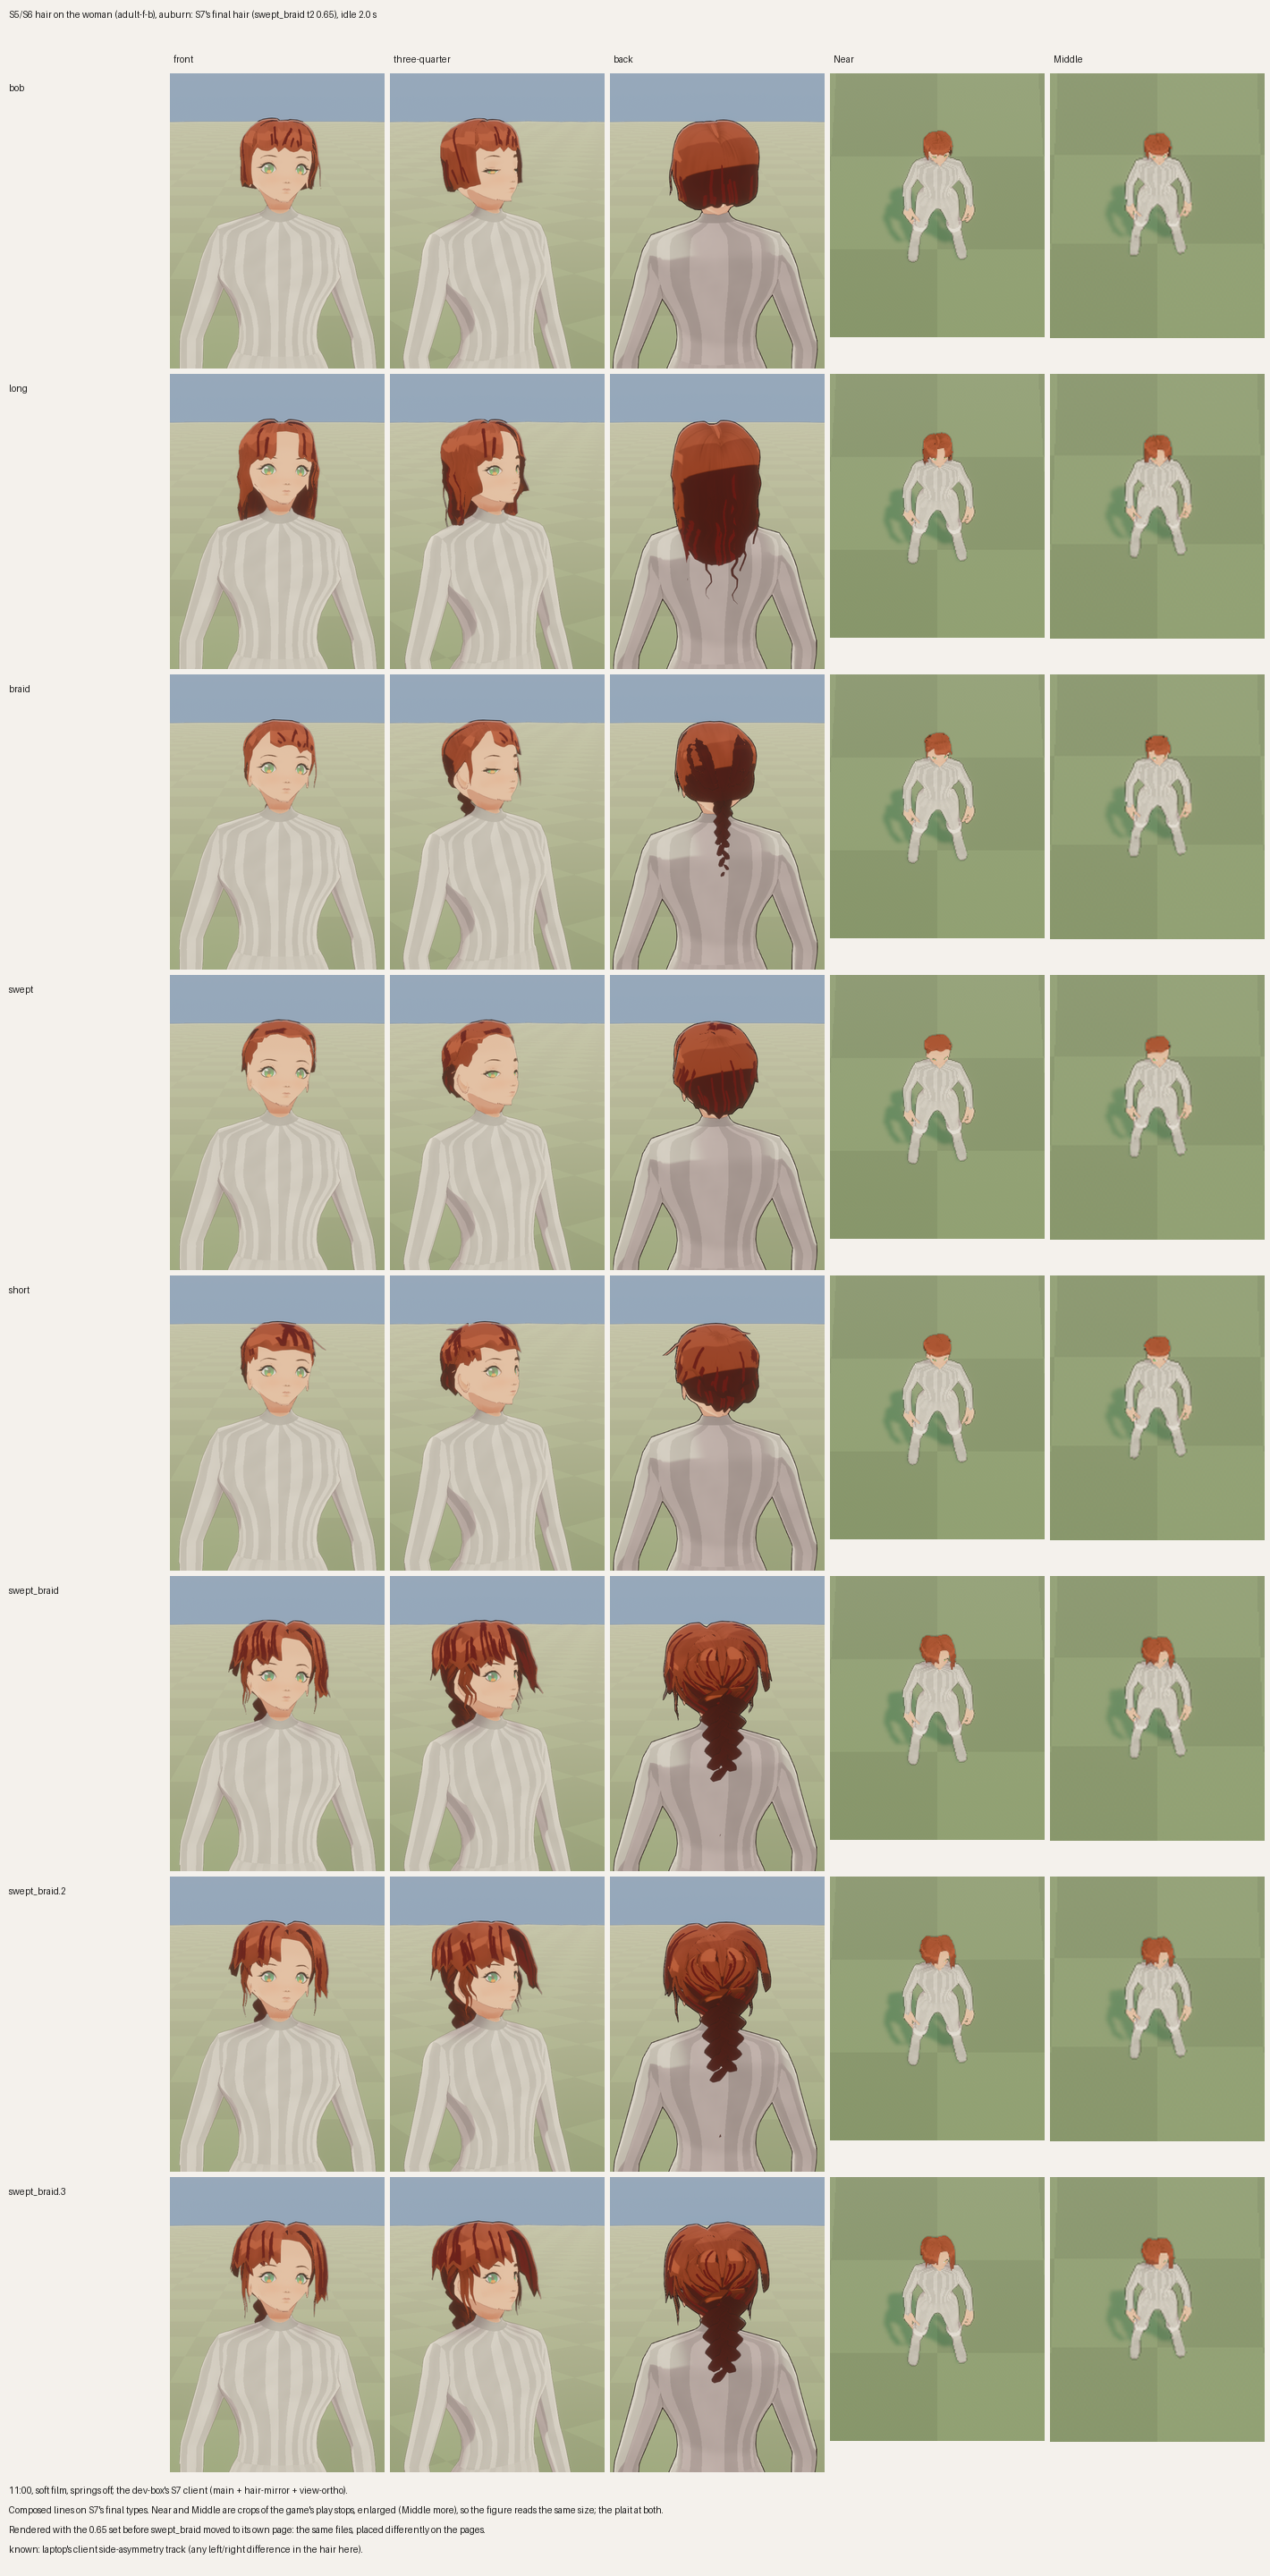 S5/S6 hair on the woman (adult-f-b), auburn: S7's final hair (swept_braid t2 0.65), idle 2.0 s
front three-quarter back Near Middle
bob
long
braid
swept
short
swept_braid
swept_braid.2
swept_braid.3
11:00, soft film, springs off; the dev-box's S7 client (main + hair-mirror + view-ortho).
Composed lines on S7's final types. Near and Middle are crops of the game's play stops, enlarged (Middle more), so the figure reads the same size; the plait at both.
Rendered with the 0.65 set before swept_braid moved to its own page: the same files, placed differently on the pages.
known: laptop's client side-asymmetry track (any left/right difference in the hair here).